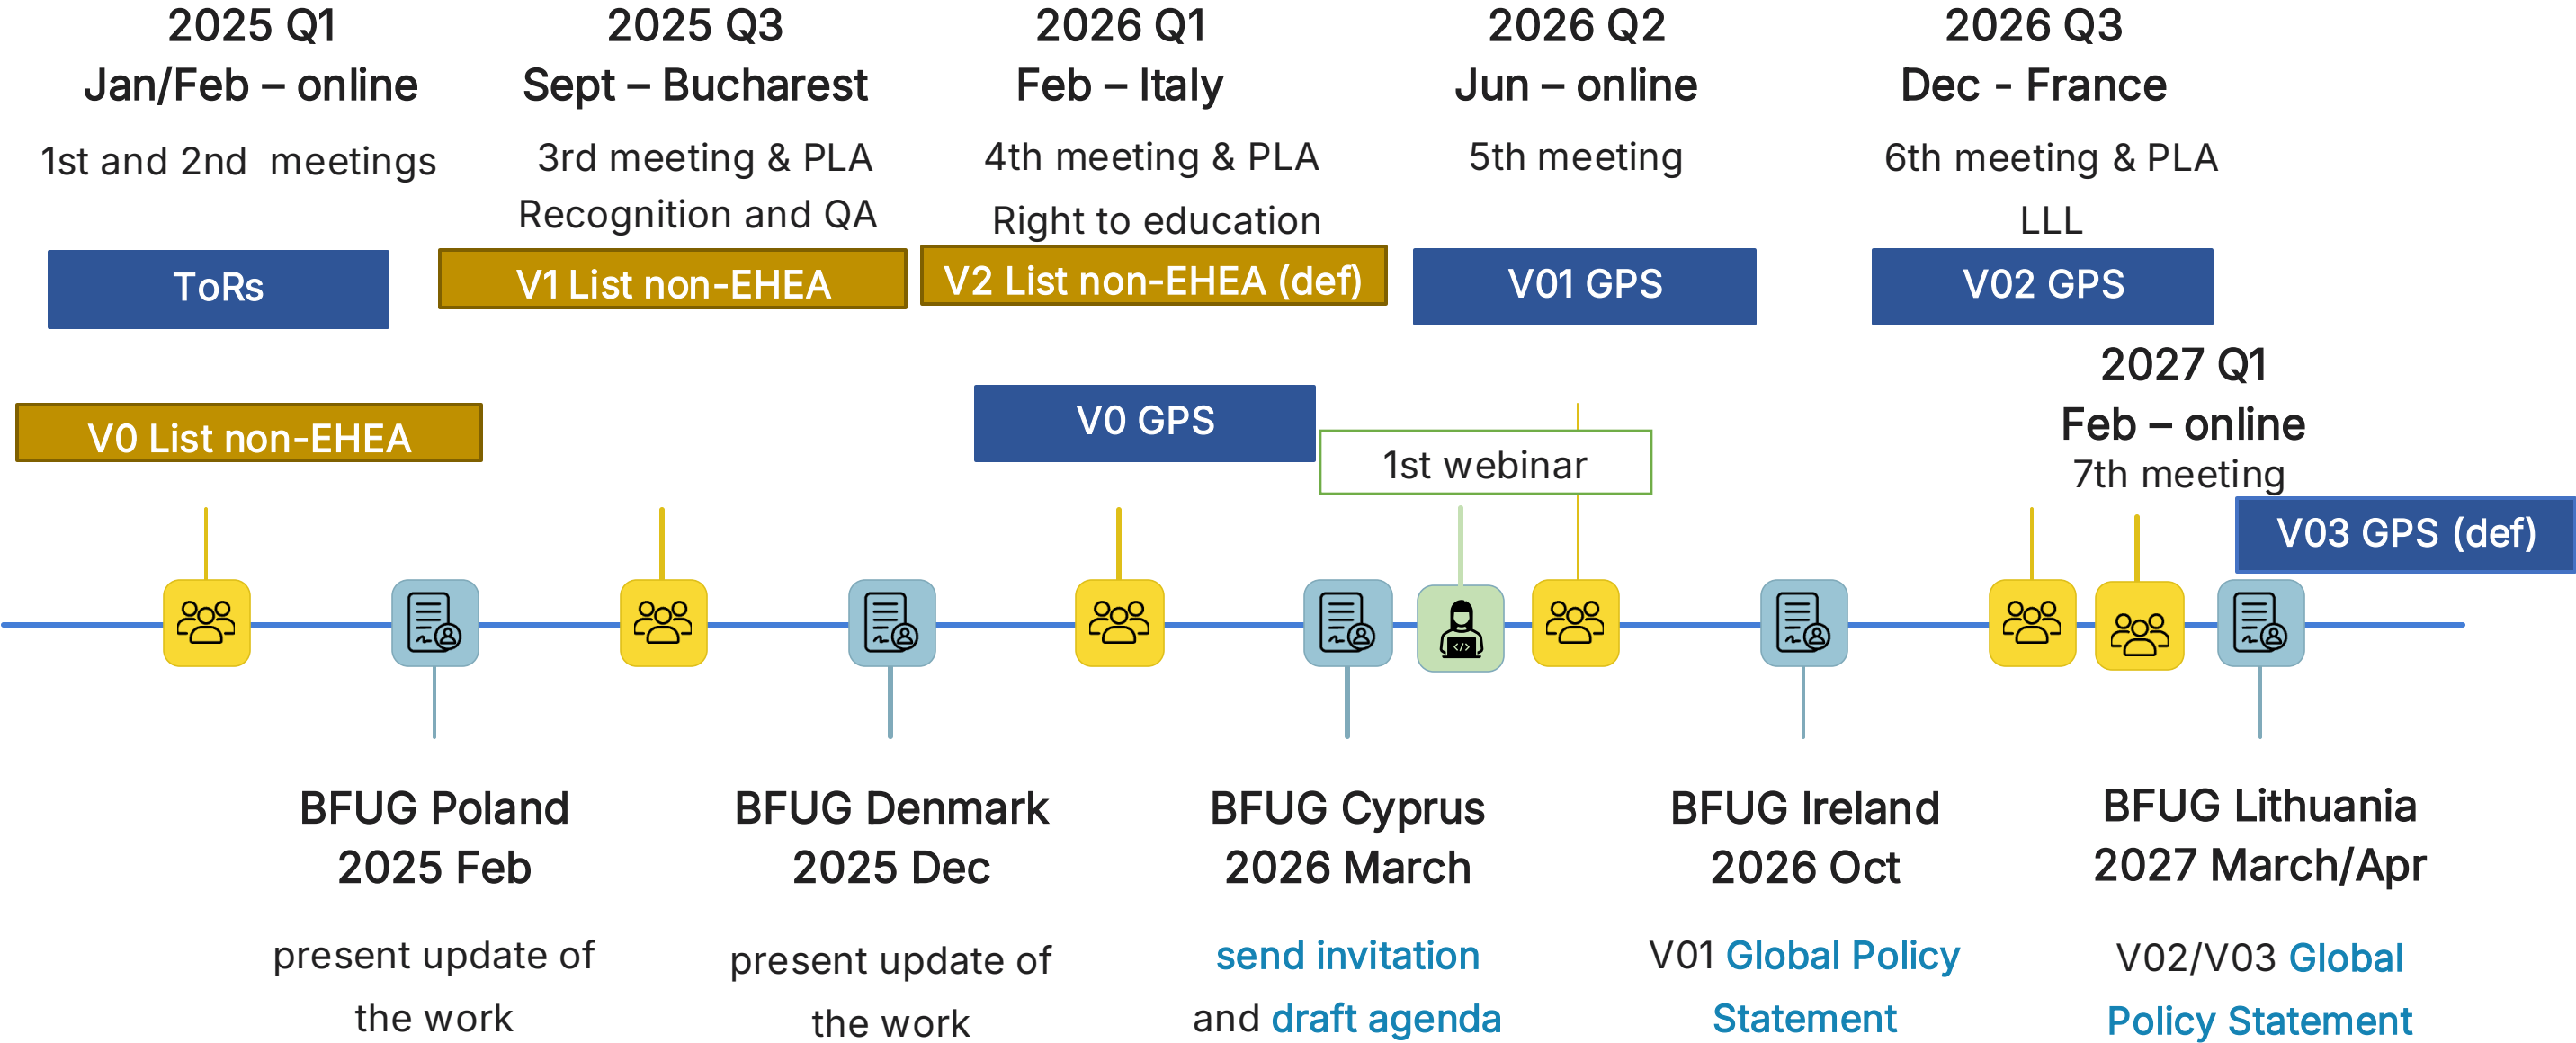 2025 Q1
Jan/Feb – online
1st and 2nd meetings
ToRs
V0 List non-EHEA
2025 Q3
Sept – Bucharest
3rd meeting & PLA
Recognition and QA
V1 List non-EHEA
2026 Q1
Feb – Italy
4th meeting & PLA
Right to education
V2 List non-EHEA (def)
V0 GPS
1st webinar
2026 Q2
Jun – online
5th meeting
V01 GPS
2026 Q3
Dec - France
6th meeting & PLA
LLL
V02 GPS
2027 Q1
Feb – online
7th meeting
V03 GPS (def)
BFUG Poland
2025 Feb
present update of
the work
BFUG Denmark
2025 Dec
present update of
the work
BFUG Cyprus
2026 March
send invitation
and draft agenda
BFUG Ireland
2026 Oct
V01 Global Policy
Statement
BFUG Lithuania
2027 March/Apr
V02/V03 Global
Policy Statement